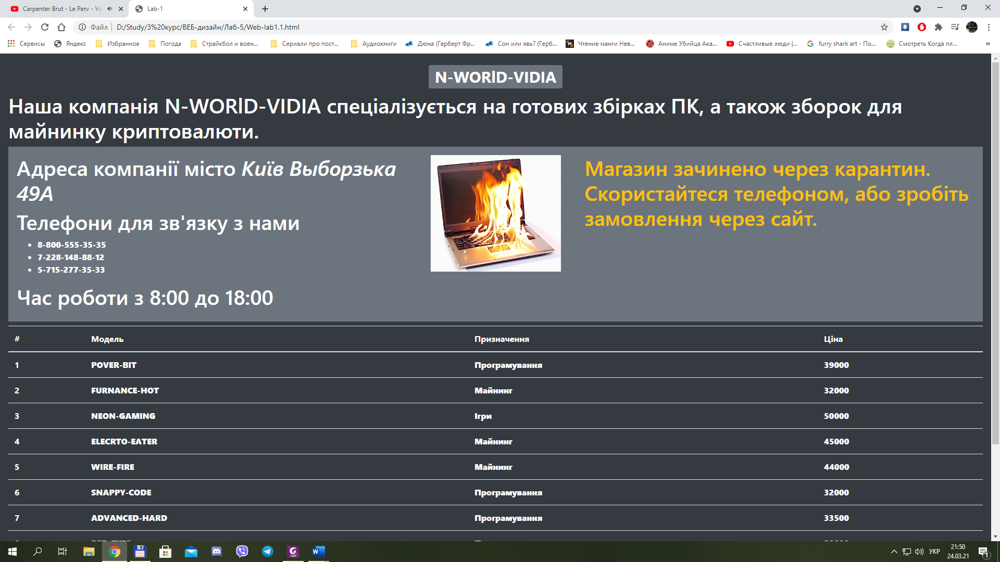 Carpenter Brut - Le Perv - Yo
Lab-1
Файл
D:/Study/3%20курс/ВЕБ-дизайн/Лаб-5/Web-lab1.1.html
Сервисы
Яндекс
Избранное
Погода
Страйкбол и воен...
Сериали про пост...
Аудиокниги
Дюна (Герберт Фр...
Сон или явь? (Герб...
Чтение манги Нев...
Аниме Убийца Ака...
Счастливые люди |...
furry shark art - По...
Смотреть Когда пл...
N-WORlD-VIDIA
Наша компанія N-WORlD-VIDIA спеціалізується на готових збірках ПК, а також зборок для
майнинку криптовалюти.
Адреса компанії місто Київ Выборзька
49А
Телефони для зв'язку з нами
8-800-555-35-35
7-228-148-88-12
5-715-277-35-33
Час роботи з 8:00 до 18:00
Магазин зачинено через карантин.
Скористайтеся телефоном, або зробіть
замовлення через сайт.
# Модель Призначення Ціна
1 POVER-BIT Програмування 39000
2 FURNANCE-HOT Майнинг 32000
3 NEON-GAMING Ігри 50000
4 ELECRTO-EATER Майнинг 45000
5 WIRE-FIRE Майнинг 44000
6 SNAPPY-CODE Програмування 32000
7 ADVANCED-HARD Програмування 33500
УКР
21:50
24.03.21
1